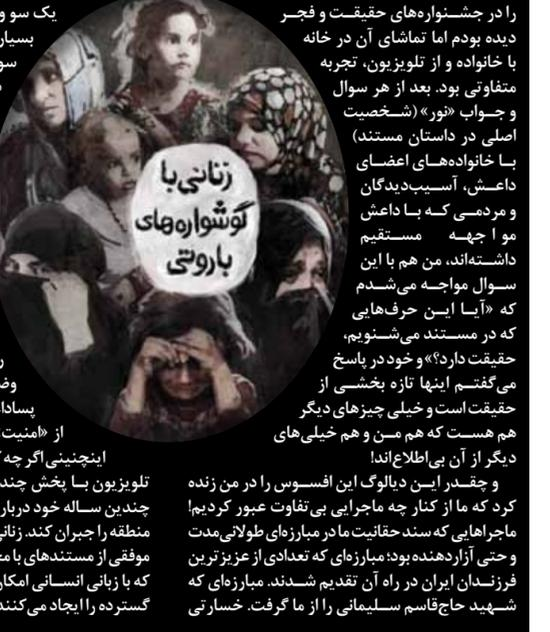 را در جشنواره‌های حقیقت و فجر
دیده بودم اما تماشای آن در خانه
با خانواده و از تلویزیون، تجربه
متفاوتی بود. بعد از هر سوال
و جواب «نور» (شخصیت
اصلی در داستان مستند)
با خانواده‌های اعضای
داعش، آسیب‌دیدگان
و مردمی که با داعش
مواجهه مستقیم
داشته‌اند، من هم با این
سوال مواجه می‌شدم
که «آیا این حرف‌هایی
که در مستند می‌شنویم،
حقیقت دارد؟» و خود در پاسخ
می‌گفتم اینها تازه بخشی از
حقیقت است و خیلی چیزهای دیگر
هم هست که هم من و هم خیلی‌های
دیگر از آن بی‌اطلاع‌اند!
و چقدر این دیالوگ این افسوس را در من زنده
کرد که ما از کنار چه ماجرایی بی‌تفاوت عبور کردیم!
ماجراهایی که سند حقانیت ما در مبارزه‌ای طولانی‌مدت
و حتی آزاردهنده بود؛ مبارزه‌ای که تعدادی از عزیزترین
فرزندان ایران در راه آن تقدیم شدند. مبارزه‌ای که
شهید حاج‌قاسم سلیمانی را از ما گرفت. خسارتی
زنانی با
گوشواره‌های
باروتی
یک سو و
بسیار
سو
وض
پساد
از «امنیت»
اینچنینی اگرچه
تلویزیون با پخش چند
چندین ساله خود دربار
منطقه را جبران کند. زنانی
موفقی از مستندهای با م
که با زبانی انسانی امکا
گسترده را ایجاد می‌کنند